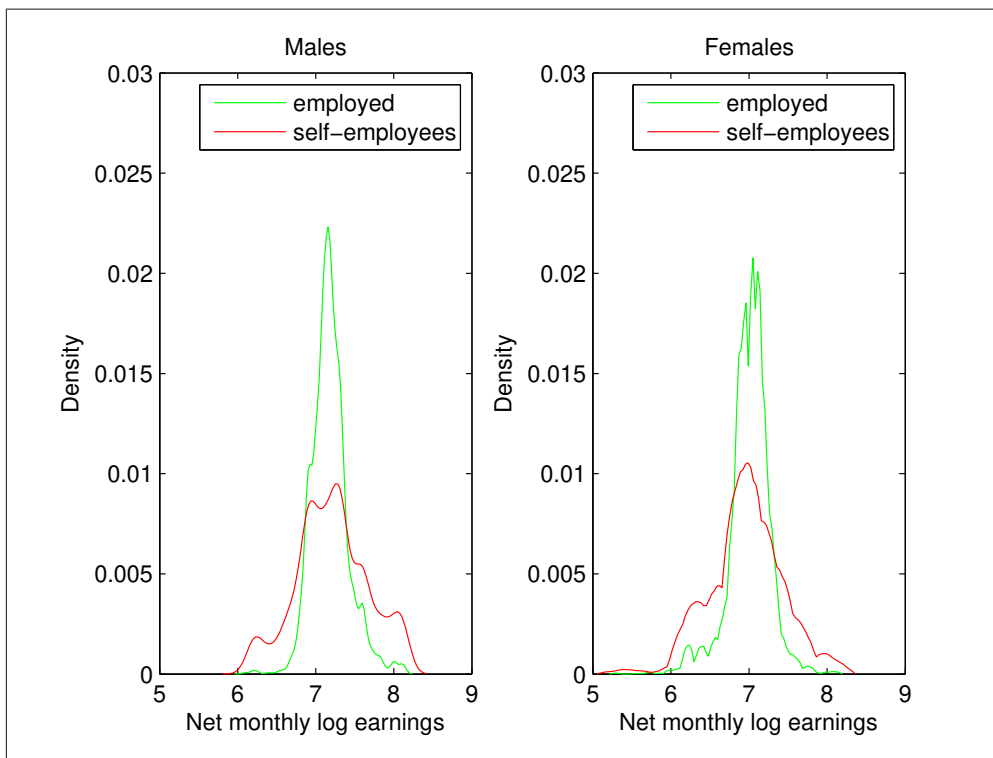 Males
0.03
0.025
0.02
0.015
0.01
0.005
0
Density
employed
self−employees
5 6 7 8 9
Net monthly log earnings
Females
0.03
0.025
0.02
0.015
0.01
0.005
0
Density
employed
self−employees
5 6 7 8 9
Net monthly log earnings